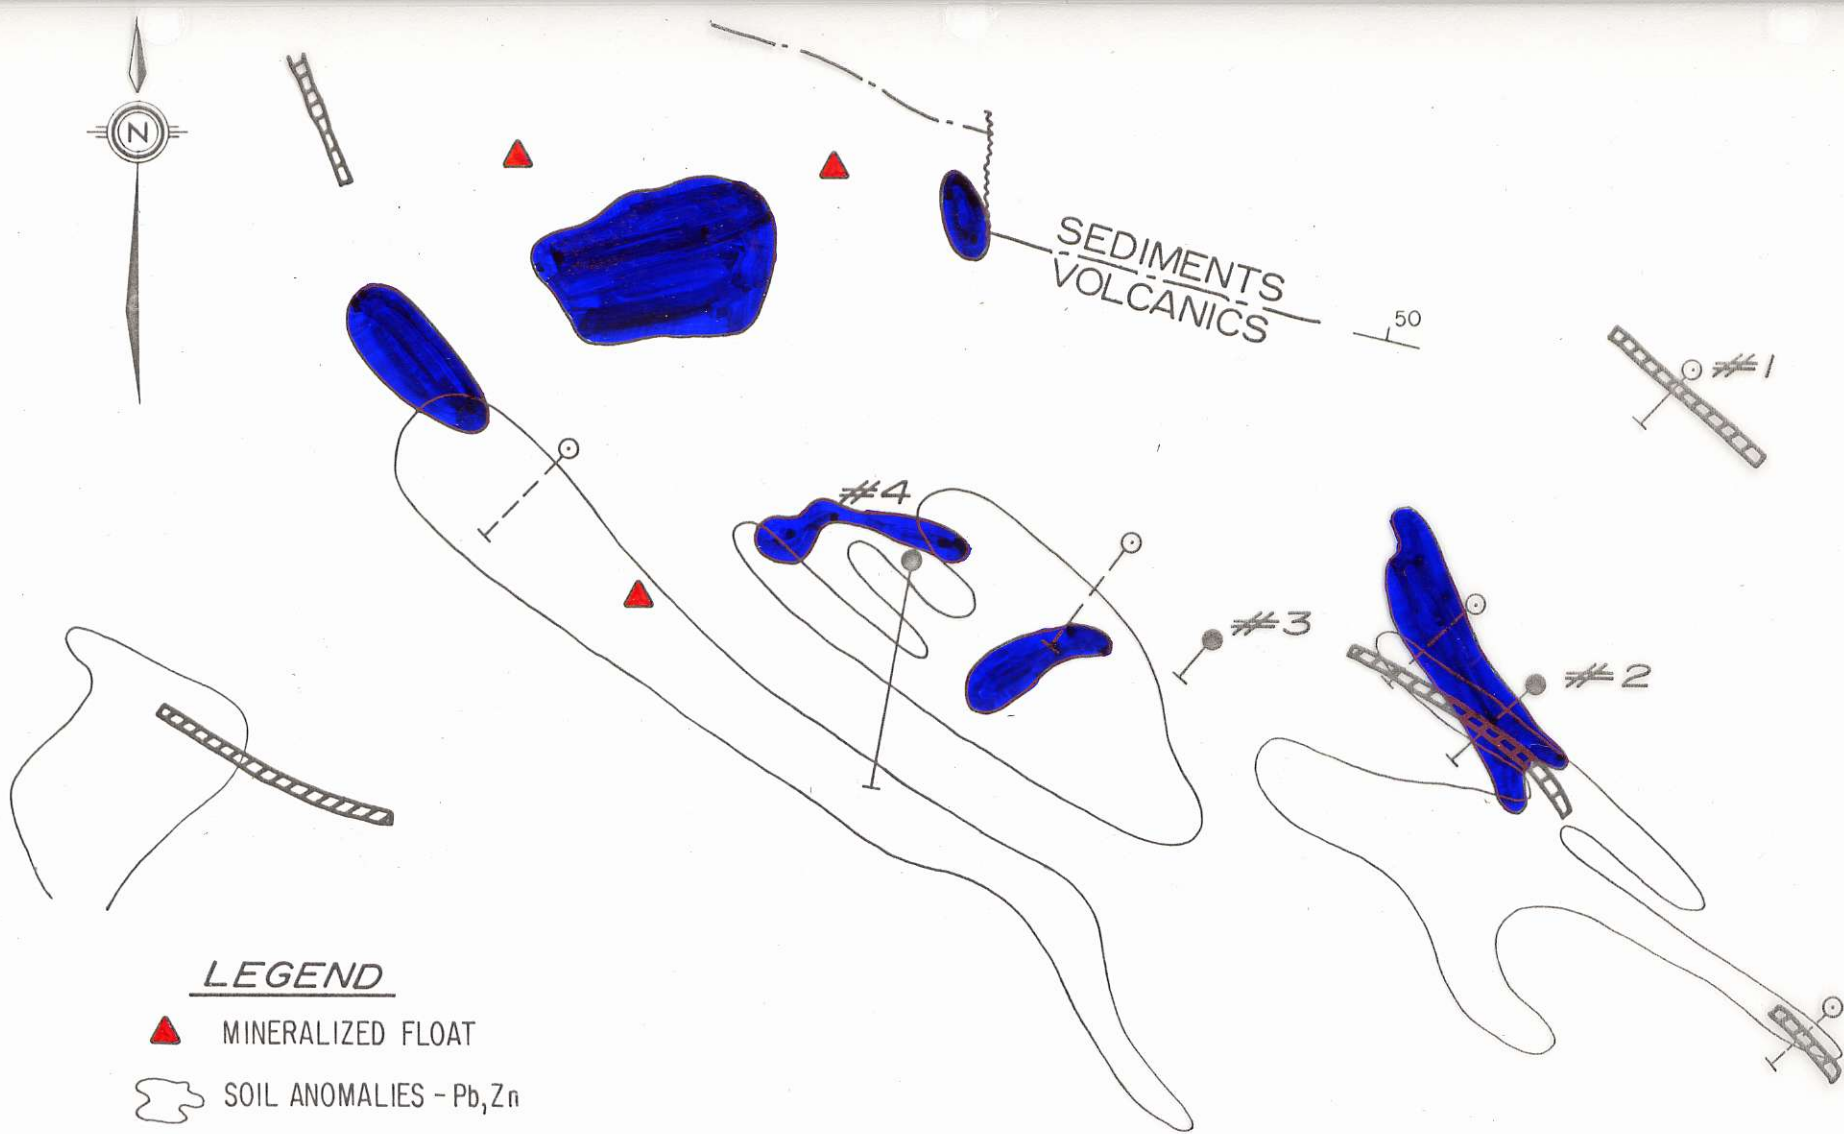 N
SEDIMENTS
VOLCANICS
50
#1
#4
#3
#2
LEGEND
MINERALIZED FLOAT
SOIL ANOMALIES - Pb,Zn